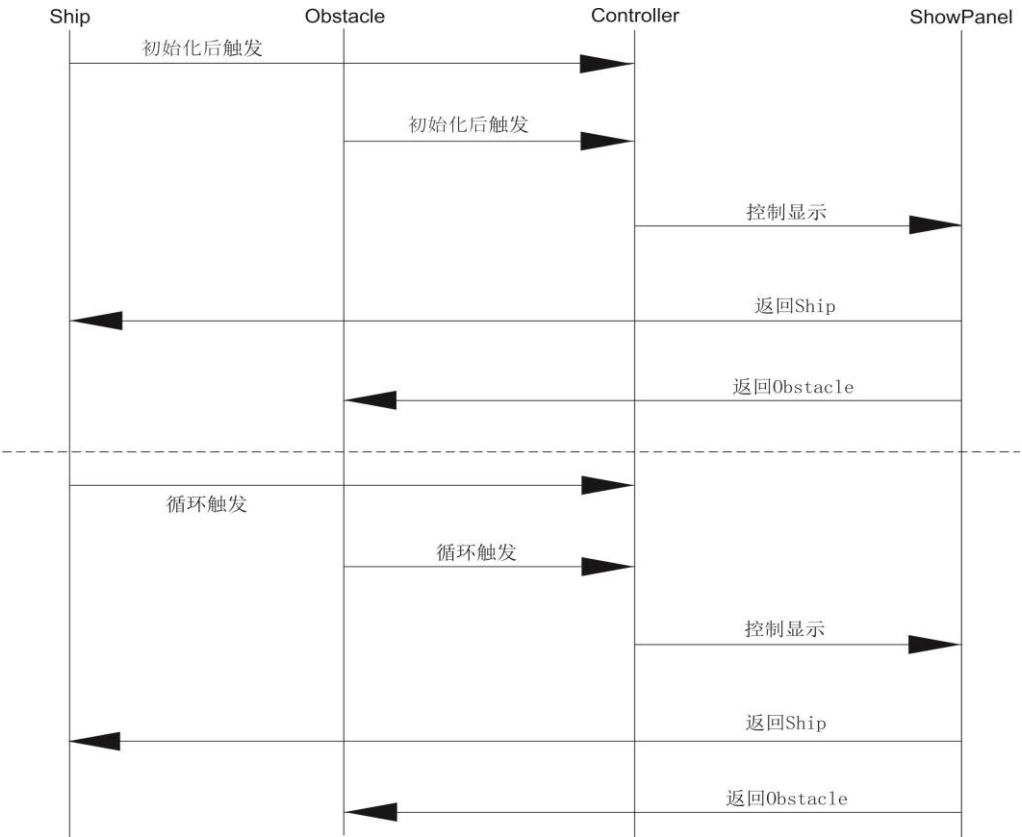 Ship
Obstacle
Controller
ShowPanel
初始化后触发
初始化后触发
控制显示
返回Ship
返回Obstacle
循环触发
循环触发
控制显示
返回Ship
返回Obstacle